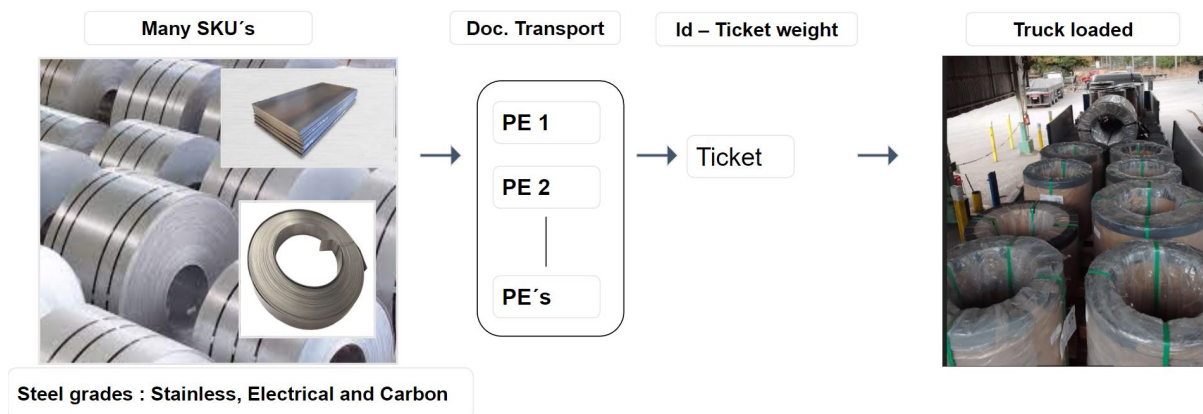 Many SKU´s
Doc. Transport
Id – Ticket weight
Truck loaded
PE 1
PE 2
PE´s
Ticket
Steel grades : Stainless, Electrical and Carbon